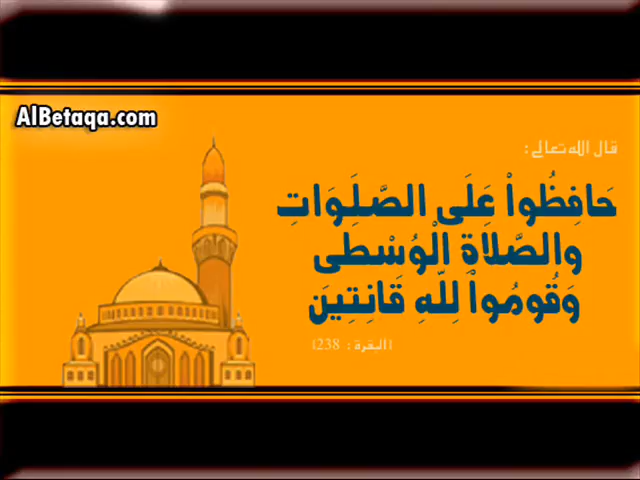 AlBetaqa.com
قال الله تعالى :
حَافِظُواْ عَلَى الصَّلَوَاتِ
والصَّلاَةِ الْوُسْطَى
وَقُومُواْ لِلّهِ قَانِتِينَ
(البقرة : 238)